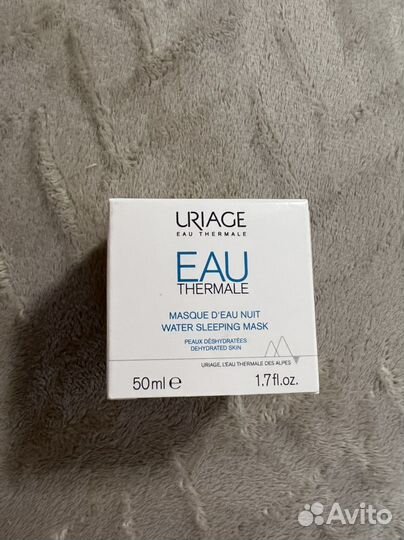 URIAGE
EAU THERMALE
EAU
THERMALE
MASQUE D'EAU NUIT
WATER SLEEPING MASK
PEAUX DÉSHYDRATÉES
DEHYDRATED SKIN
URIAGE, L'EAU THERMALE DES ALPES
50ml e 1.7fl.oz.
Avito